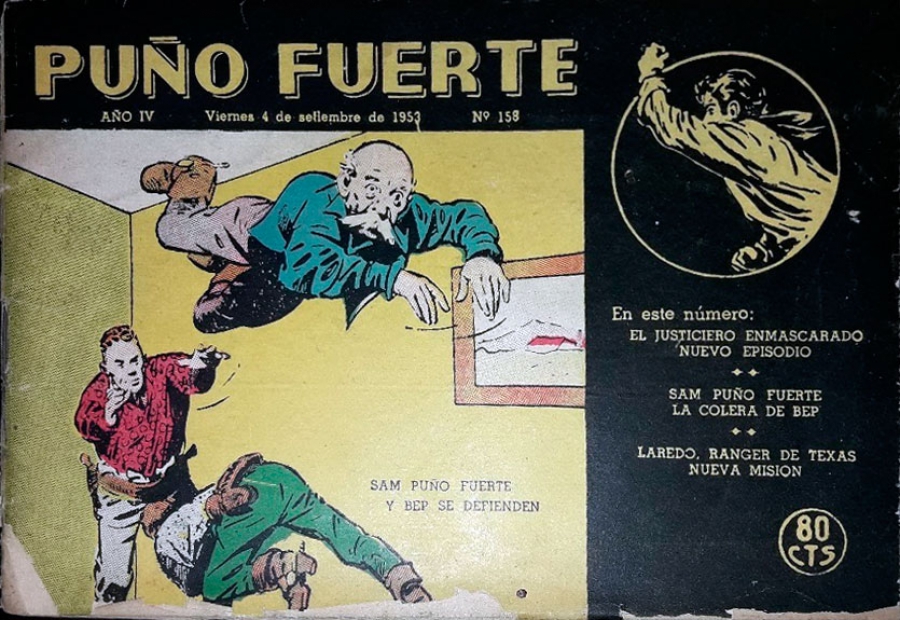 PUÑO FUERTE
AÑO IV Viernes 4 de setiembre de 1953 Nº 158
En este número:
EL JUSTICIERO ENMASCARADO
NUEVO EPISODIO
SAM PUÑO FUERTE
LA COLERA DE BEP
LAREDO, RANGER DE TEXAS
NUEVA MISION
SAM PUÑO FUERTE
Y BEP SE DEFIENDEN
80
CTS